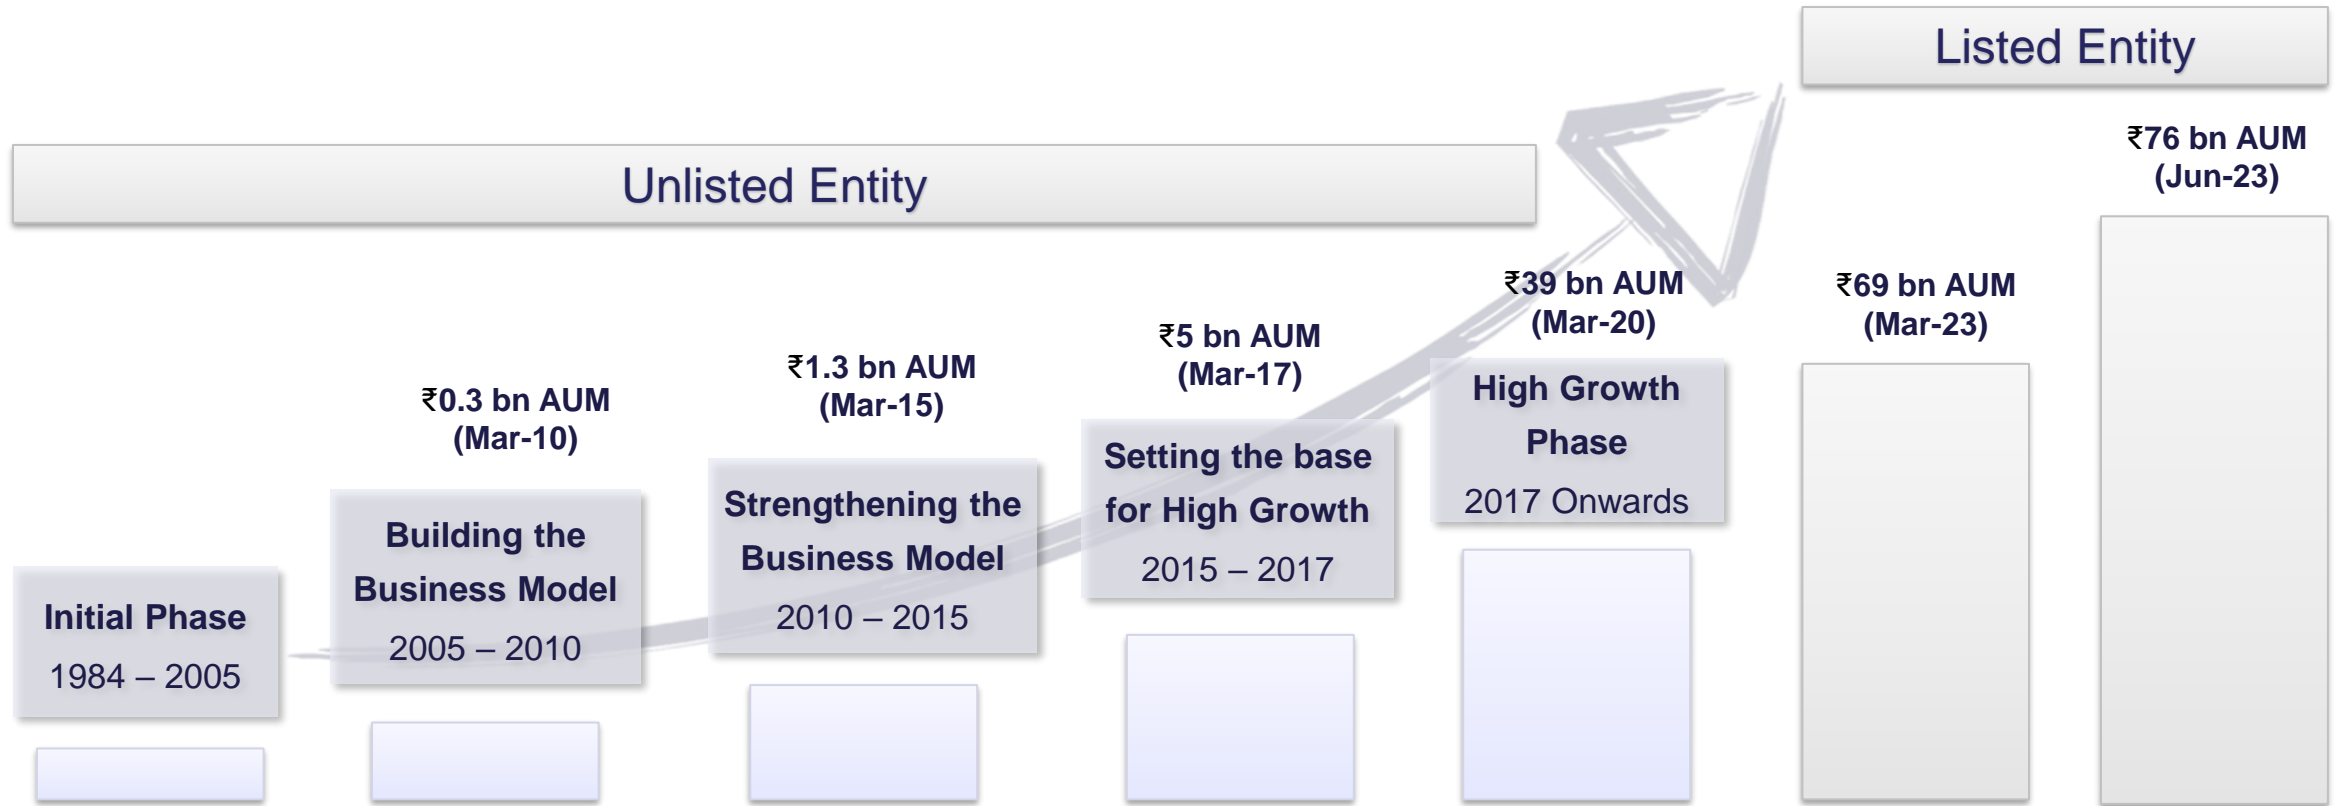 Listed Entity
Unlisted Entity
₹76 bn AUM
(Jun-23)
₹69 bn AUM
(Mar-23)
₹39 bn AUM
(Mar-20)
₹5 bn AUM
(Mar-17)
₹1.3 bn AUM
(Mar-15)
₹0.3 bn AUM
(Mar-10)
Initial Phase
1984 – 2005
Building the
Business Model
2005 – 2010
Strengthening the
Business Model
2010 – 2015
Setting the base
for High Growth
2015 – 2017
High Growth
Phase
2017 Onwards